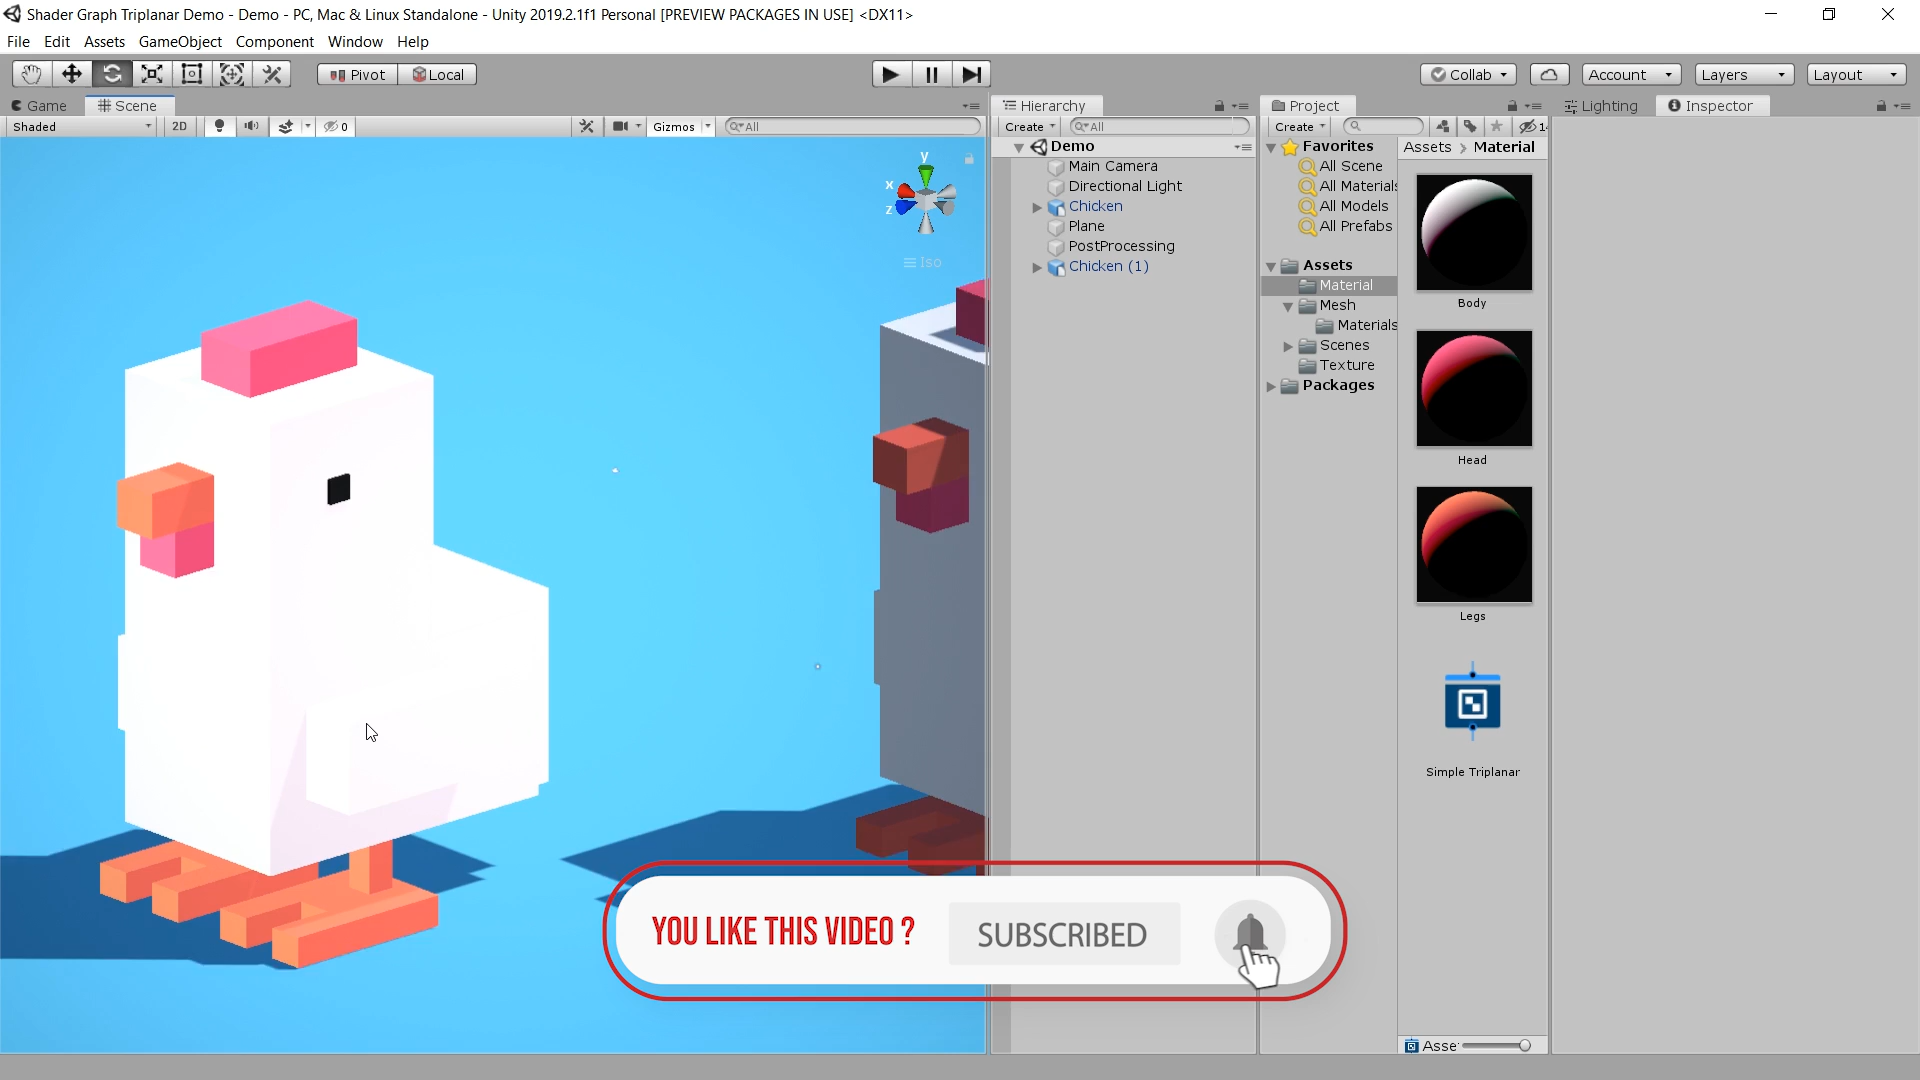 Shader Graph Triplanar Demo - Demo - PC, Mac & Linux Standalone - Unity 2019.2.1f1 Personal [PREVIEW PACKAGES IN USE] <DX11>
File Edit Assets GameObject Component Window Help
Pivot Local Collab Account Layers Layout
Game Scene Hierarchy Project Lighting Inspector
Shaded 2D 0 Gizmos All Create All Create 14
Demo
Main Camera
Directional Light
Chicken
Plane
PostProcessing
Chicken (1)
Favorites
All Scene
All Materials
All Models
All Prefabs
Assets
Material
Mesh
Materials
Scenes
Texture
Packages
Assets > Material
Body
Head
Legs
Simple Triplanar
Asse
y
x
z
Iso
YOU LIKE THIS VIDEO ? SUBSCRIBED